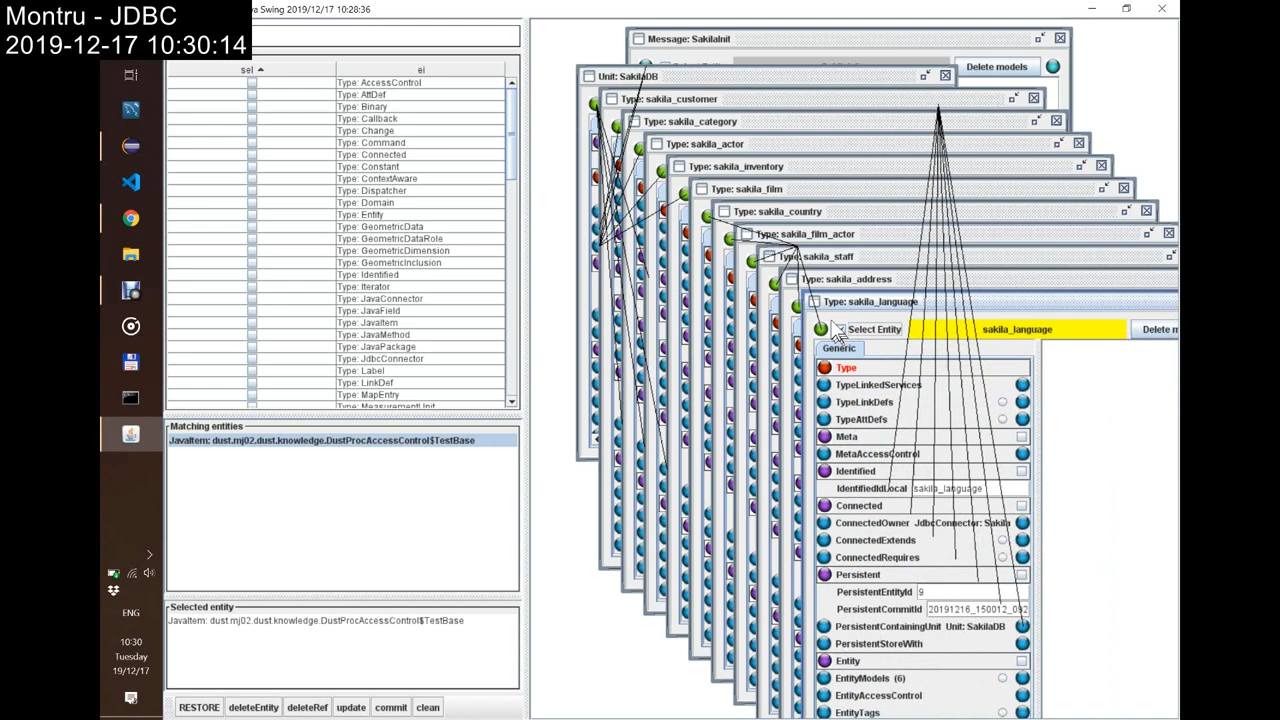 Montru - JDBC
2019-12-17 10:30:14
va Swing 2019/12/17 10:28:36
sel
ei
Type: AccessControl
Type: AttDef
Type: Binary
Type: Callback
Type: Change
Type: Command
Type: Connected
Type: Constant
Type: ContextAware
Type: Dispatcher
Type: Domain
Type: Entity
Type: GeometricData
Type: GeometricDataRole
Type: GeometricDimension
Type: GeometricInclusion
Type: Identified
Type: Iterator
Type: JavaConnector
Type: JavaField
Type: JavaItem
Type: JavaMethod
Type: JavaPackage
Type: JdbcConnector
Type: Label
Type: LinkDef
Type: MapEntry
Type: MeasurementUnit
Matching entities
JavaItem: dust.mj02.dust.knowledge.DustProcAccessControl$TestBase
Selected entity
JavaItem: dust.mj02.dust.knowledge.DustProcAccessControl$TestBase
RESTORE deleteEntity deleteRef update commit clean
ENG
10:30
Tuesday
19/12/17
Message: SakilaInit
Delete models
Unit: SakilaDB
Type: sakila_customer
Type: sakila_category
Type: sakila_actor
Type: sakila_inventory
Type: sakila_film
Type: sakila_country
Type: sakila_film_actor
Type: sakila_staff
Type: sakila_address
Type: sakila_language
Select Entity sakila_language Delete m
Generic
Type
TypeLinkedServices
TypeLinkDefs
TypeAttDefs
Meta
MetaAccessControl
Identified
IdentifiedIdLocal sakila_language
Connected
ConnectedOwner JdbcConnector: Sakila
ConnectedExtends
ConnectedRequires
Persistent
PersistentEntityId 9
PersistentCommitId 20191216_150012_092
PersistentContainingUnit Unit: SakilaDB
PersistentStoreWith
Entity
EntityModels (6)
EntityAccessControl
EntityTags